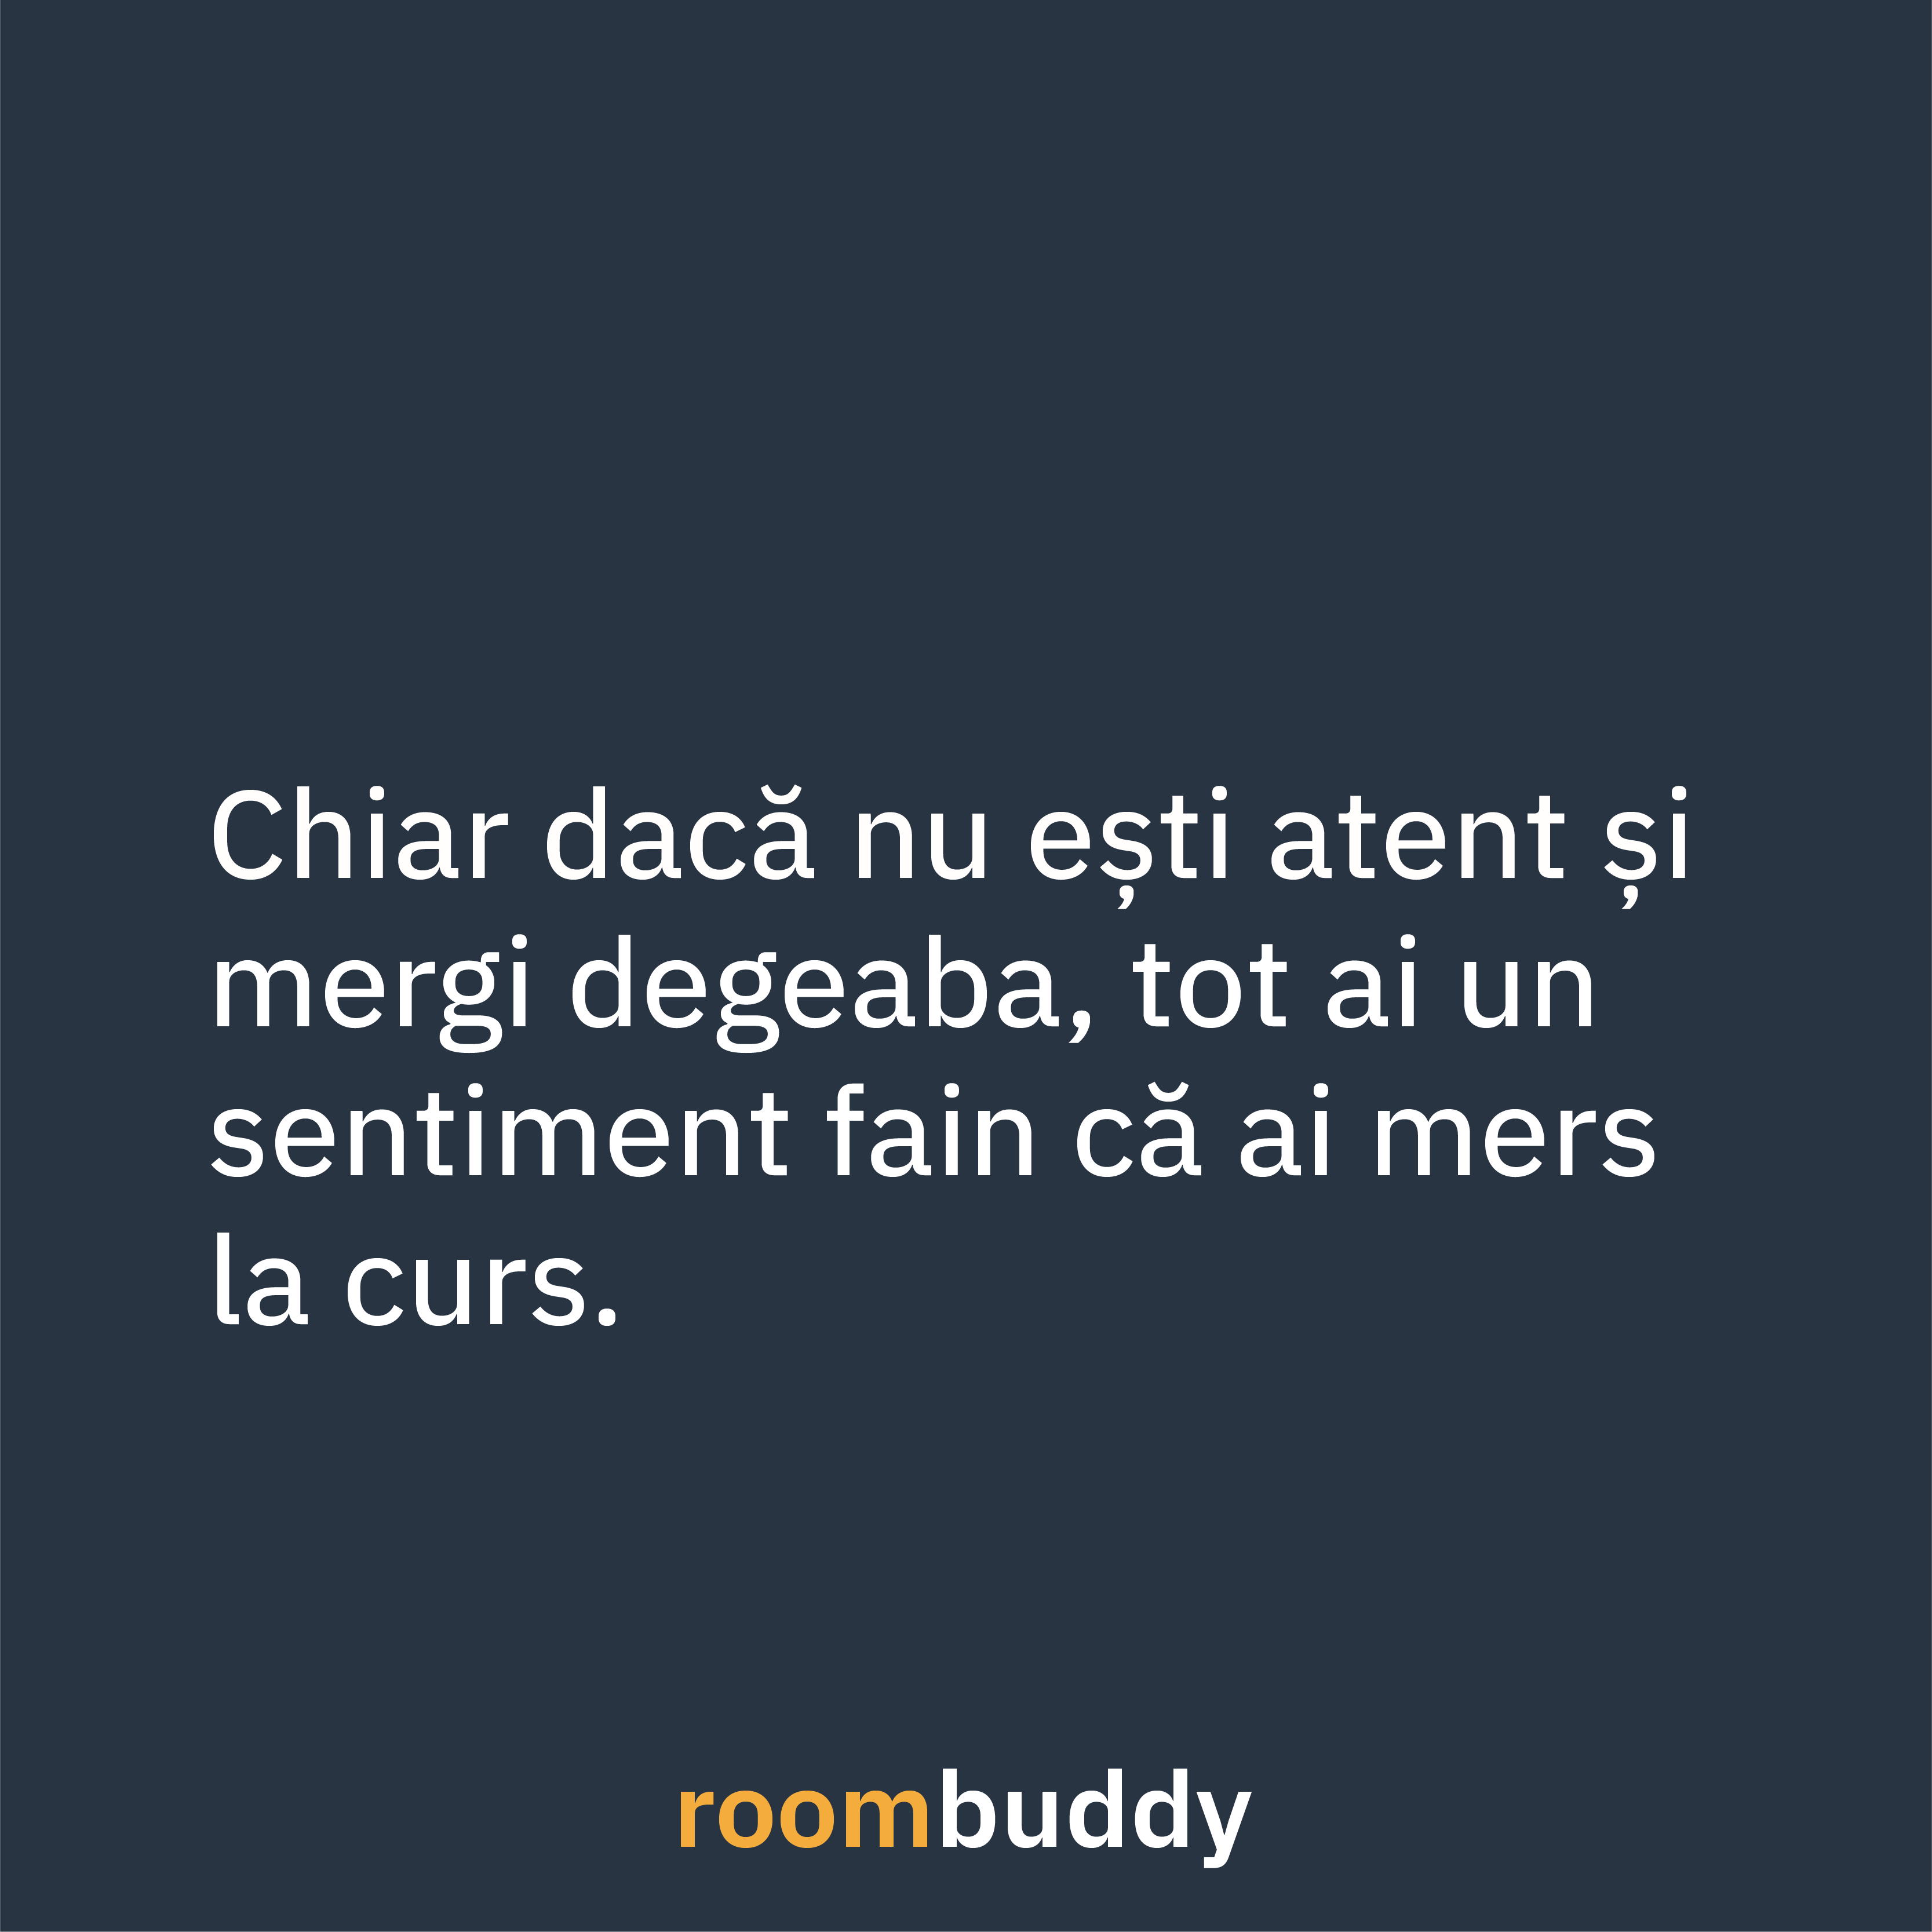 Chiar dacă nu ești atent și
mergi degeaba, tot ai un
sentiment fain că ai mers
la curs.
roombuddy